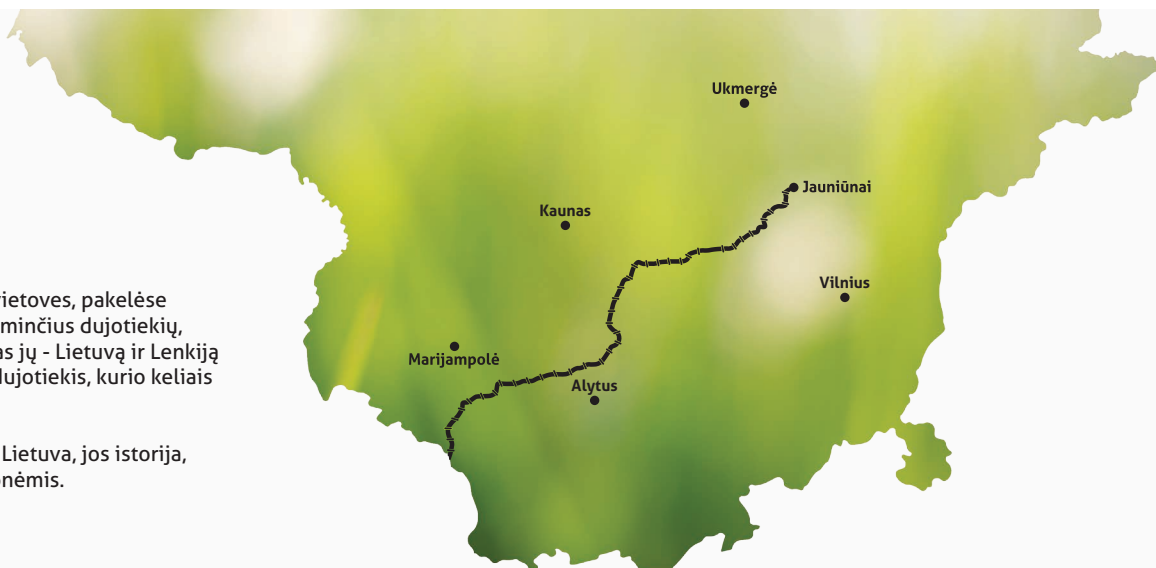 Ukmergė
Jauniūnai
Kaunas
Vilnius
Marijampolė
Alytus
vietoves, pakelėse
minčius dujotiekių,
as jų - Lietuvą ir Lenkiją
dujotiekis, kurio keliais
Lietuva, jos istorija,
nėmis.